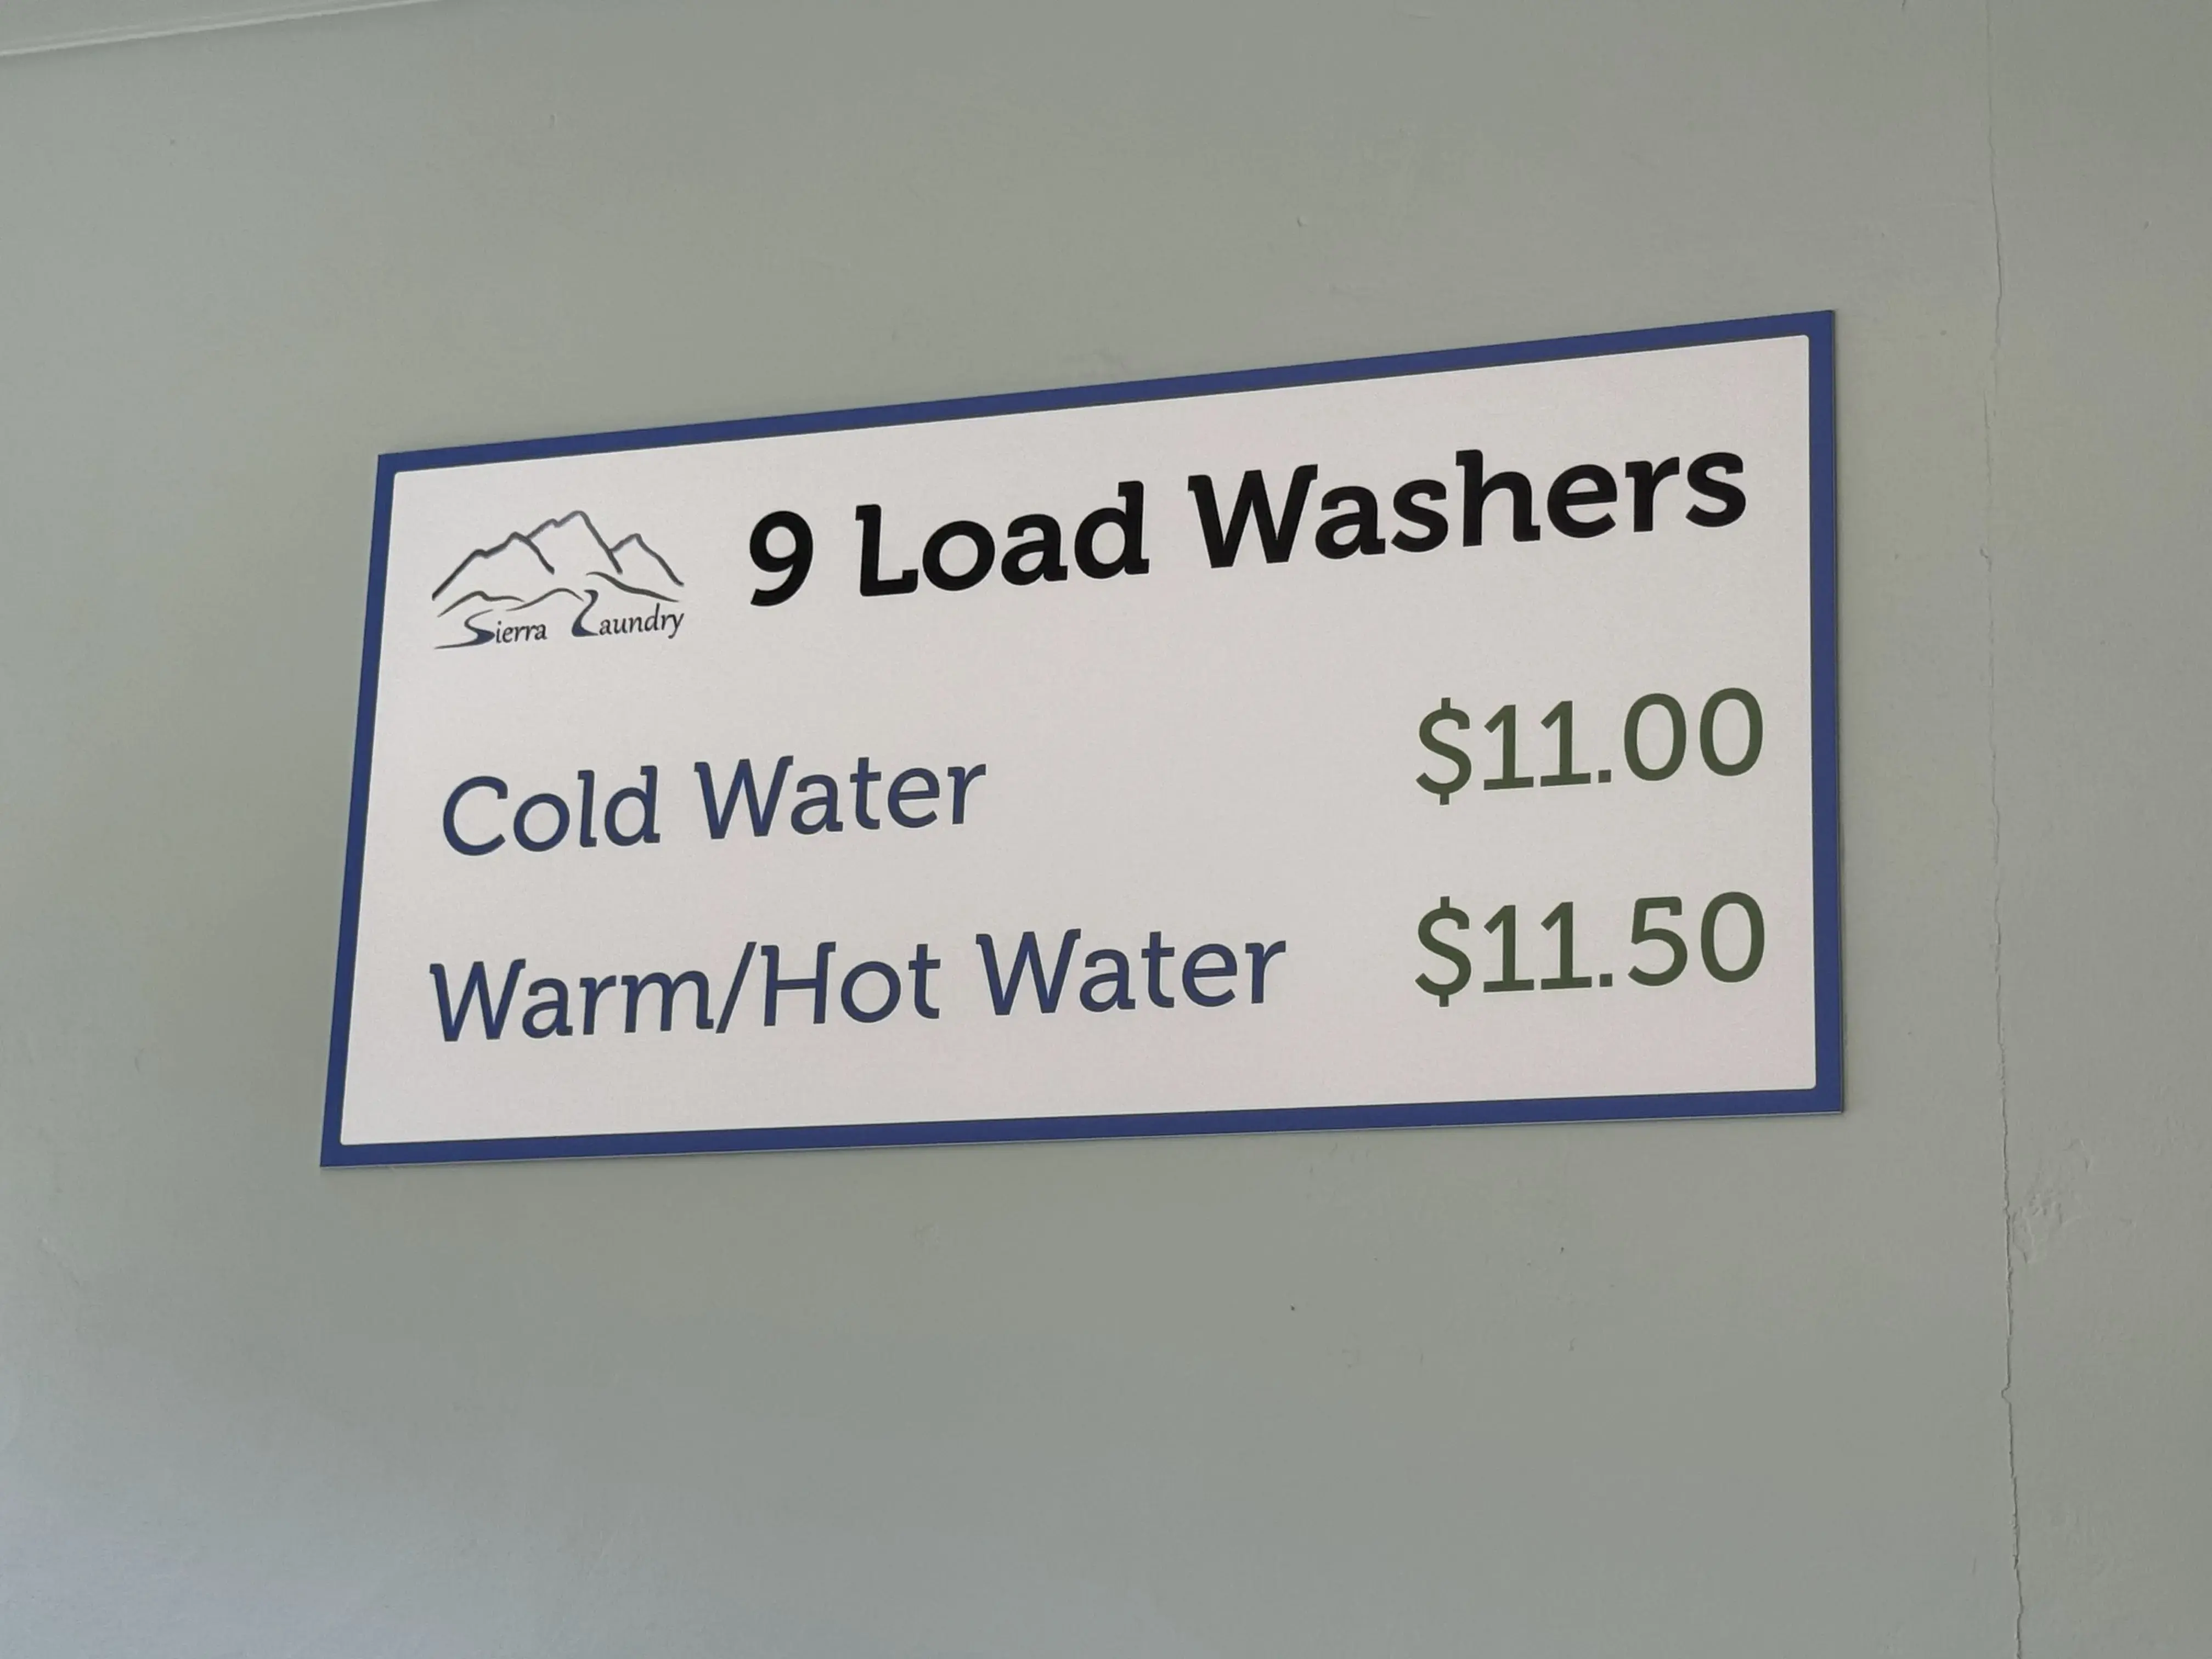 Sierra Laundry
9 Load Washers
Cold Water $11.00
Warm/Hot Water $11.50